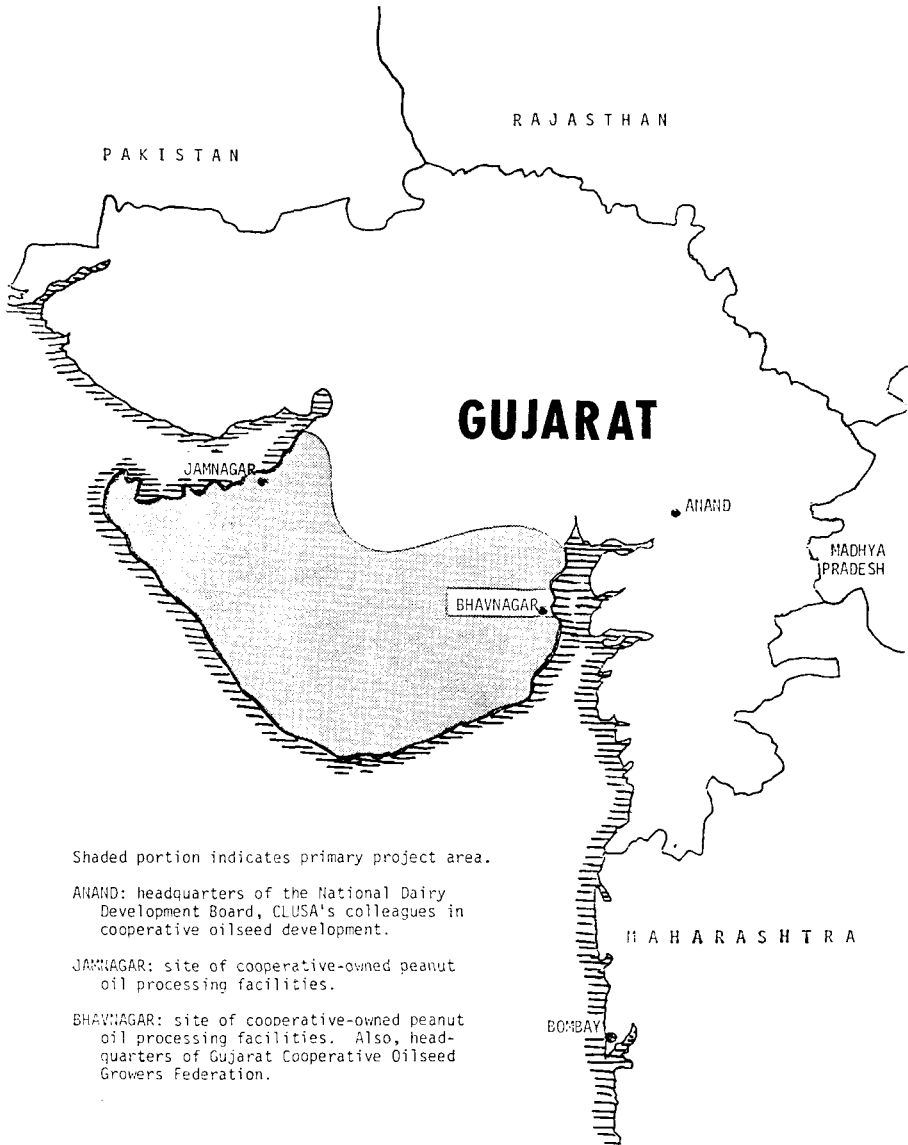 RAJASTHAN
PAKISTAN
GUJARAT
JAMNAGAR
ANAND
MADHYA
PRADESH
BHAVNAGAR
Shaded portion indicates primary project area.
ANAND: headquarters of the National Dairy
Development Board, CLUSA's colleagues in
cooperative oilseed development.
MAHARASHTRA
JAMNAGAR: site of cooperative-owned peanut
oil processing facilities.
BHAVNAGAR: site of cooperative-owned peanut
oil processing facilities. Also, head-
quarters of Gujarat Cooperative Oilseed
Growers Federation.
BOMBAY